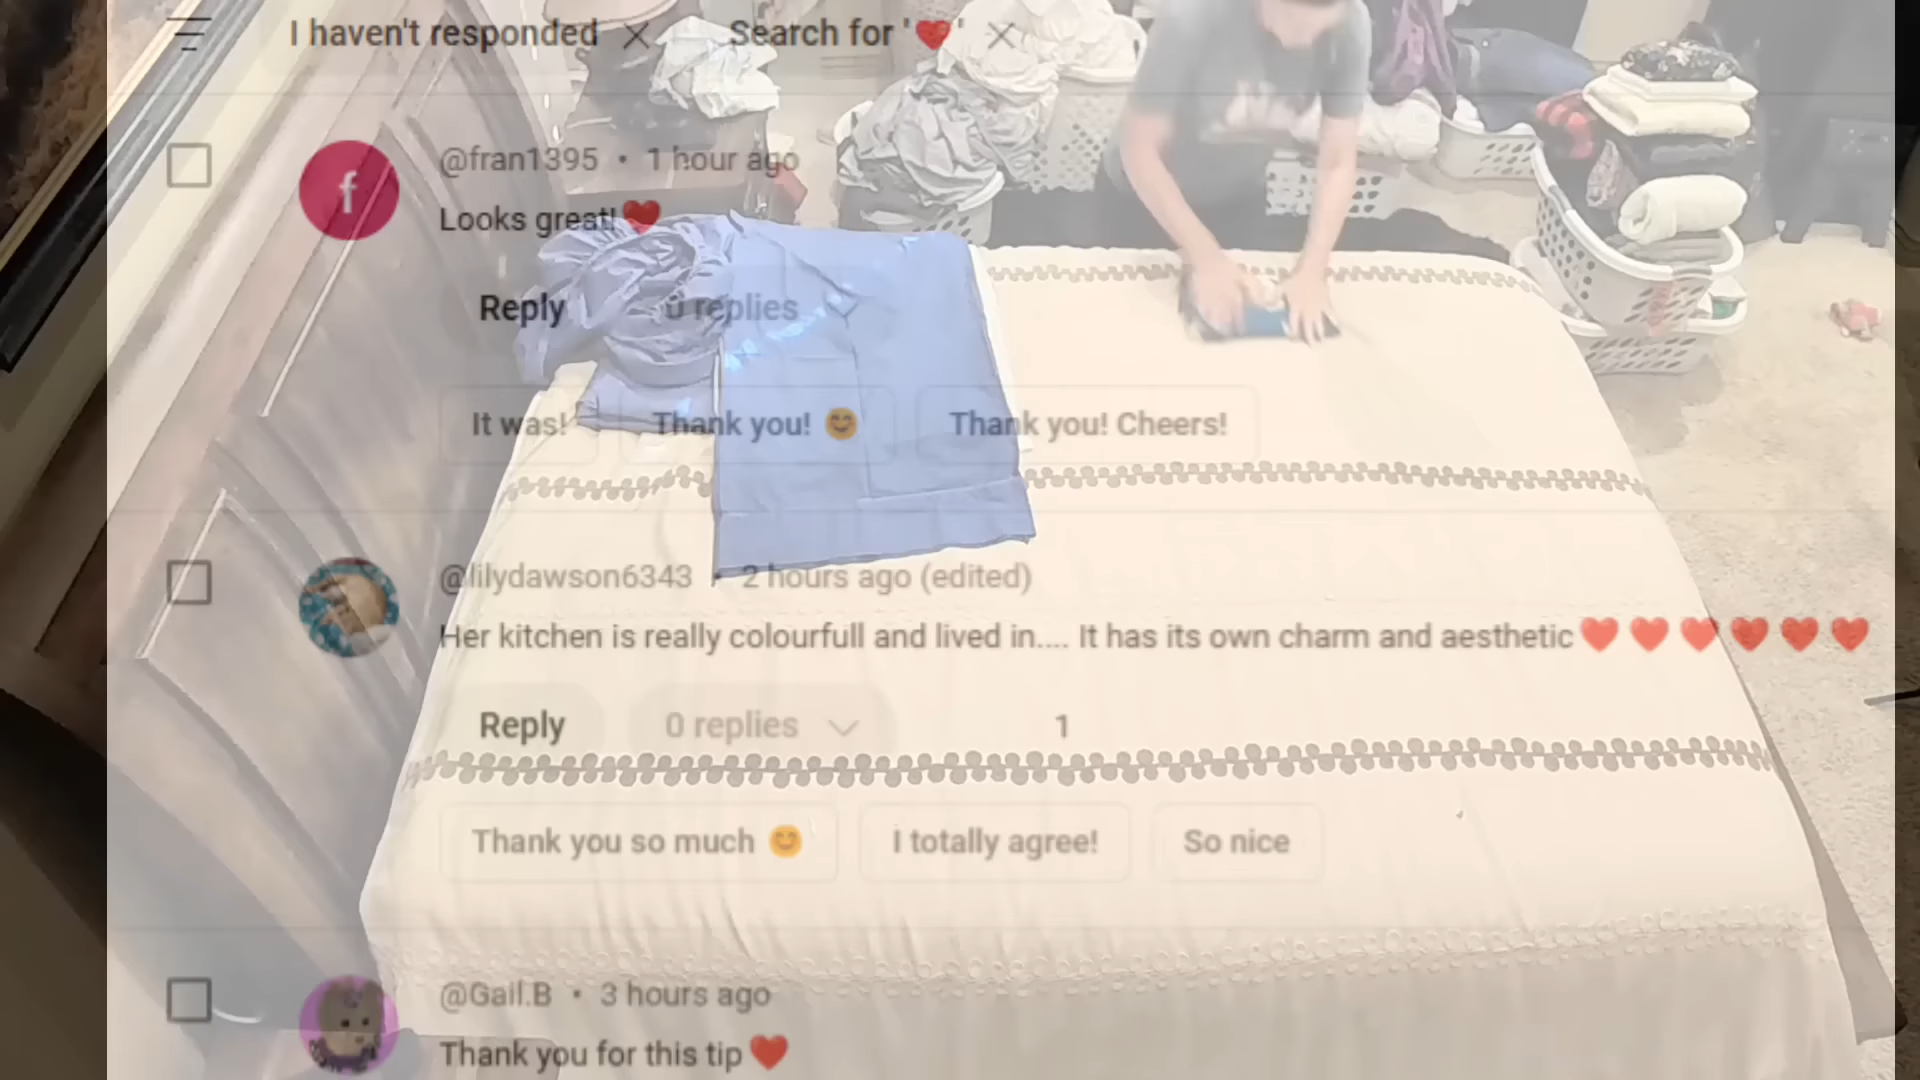 I haven't responded Search for '❤️'
@fran1395 • 1 hour ago
Looks great!❤️
Reply 0 replies
It was! Thank you! 😊 Thank you! Cheers!
@lilydawson6343 • 2 hours ago (edited)
Her kitchen is really colourfull and lived in.... It has its own charm and aesthetic❤️❤️❤️❤️❤️❤️
Reply 0 replies 1
Thank you so much 😊 I totally agree! So nice
@Gail.B • 3 hours ago
Thank you for this tip❤️